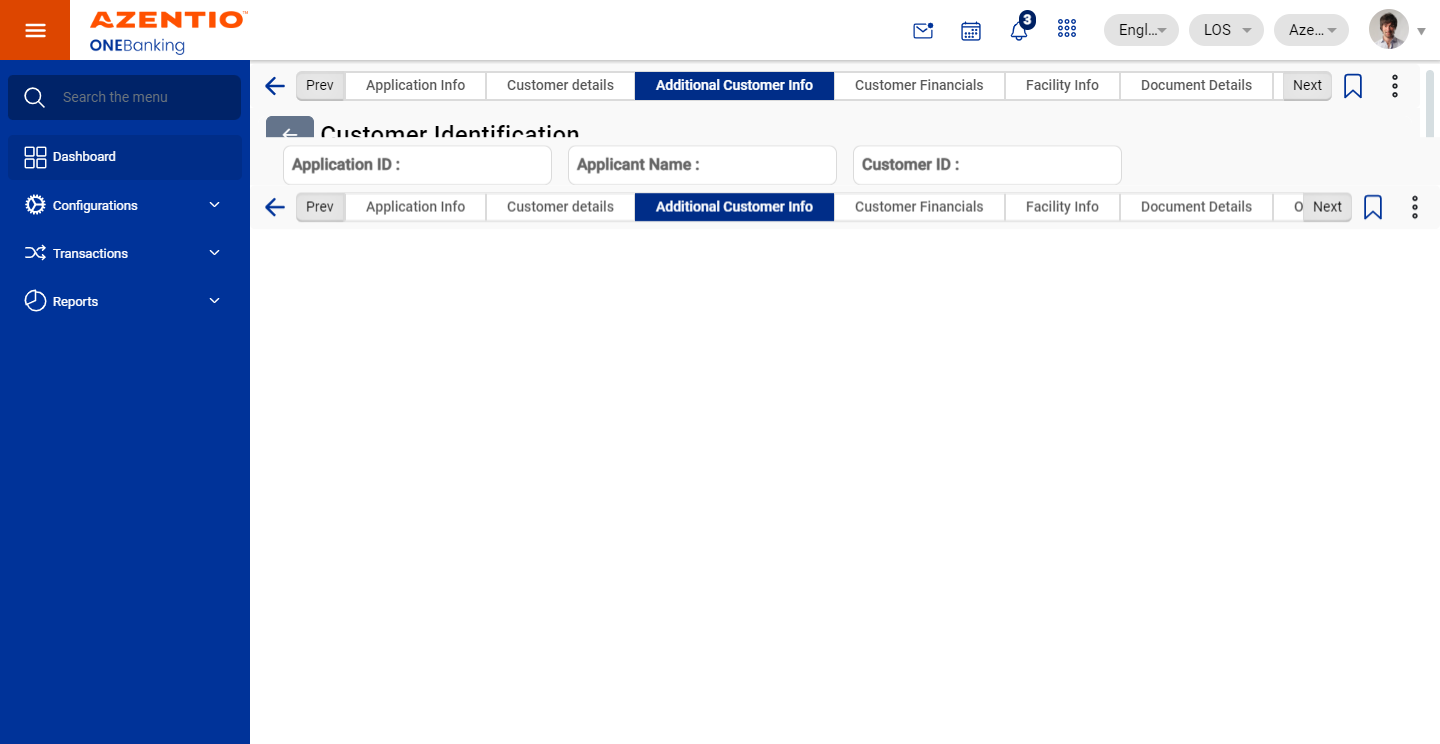 AZENTIO™
ONEBanking
3
Engl...
LOS
Aze...
Search the menu
Dashboard
Configurations
Transactions
Reports
Prev
Application Info
Customer details
Additional Customer Info
Customer Financials
Facility Info
Document Details
Next
Customer Identification
Application ID :
Applicant Name :
Customer ID :
Prev
Application Info
Customer details
Additional Customer Info
Customer Financials
Facility Info
Document Details
O
Next